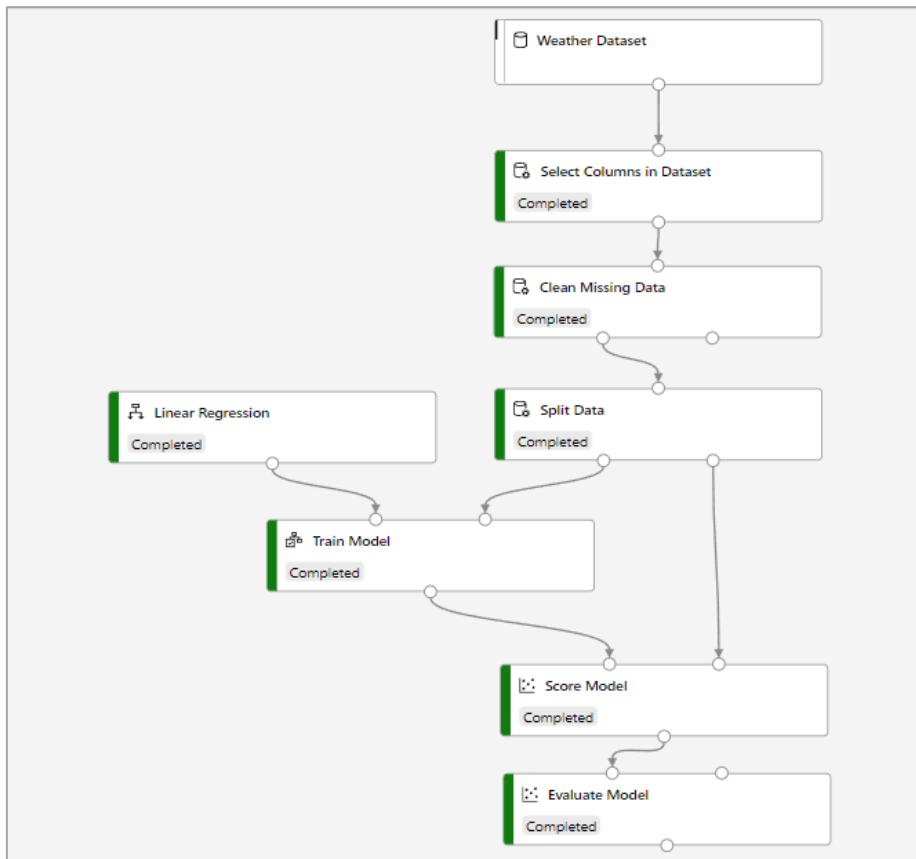 Weather Dataset
Select Columns in Dataset
Completed
Clean Missing Data
Completed
Linear Regression
Completed
Split Data
Completed
Train Model
Completed
Score Model
Completed
Evaluate Model
Completed